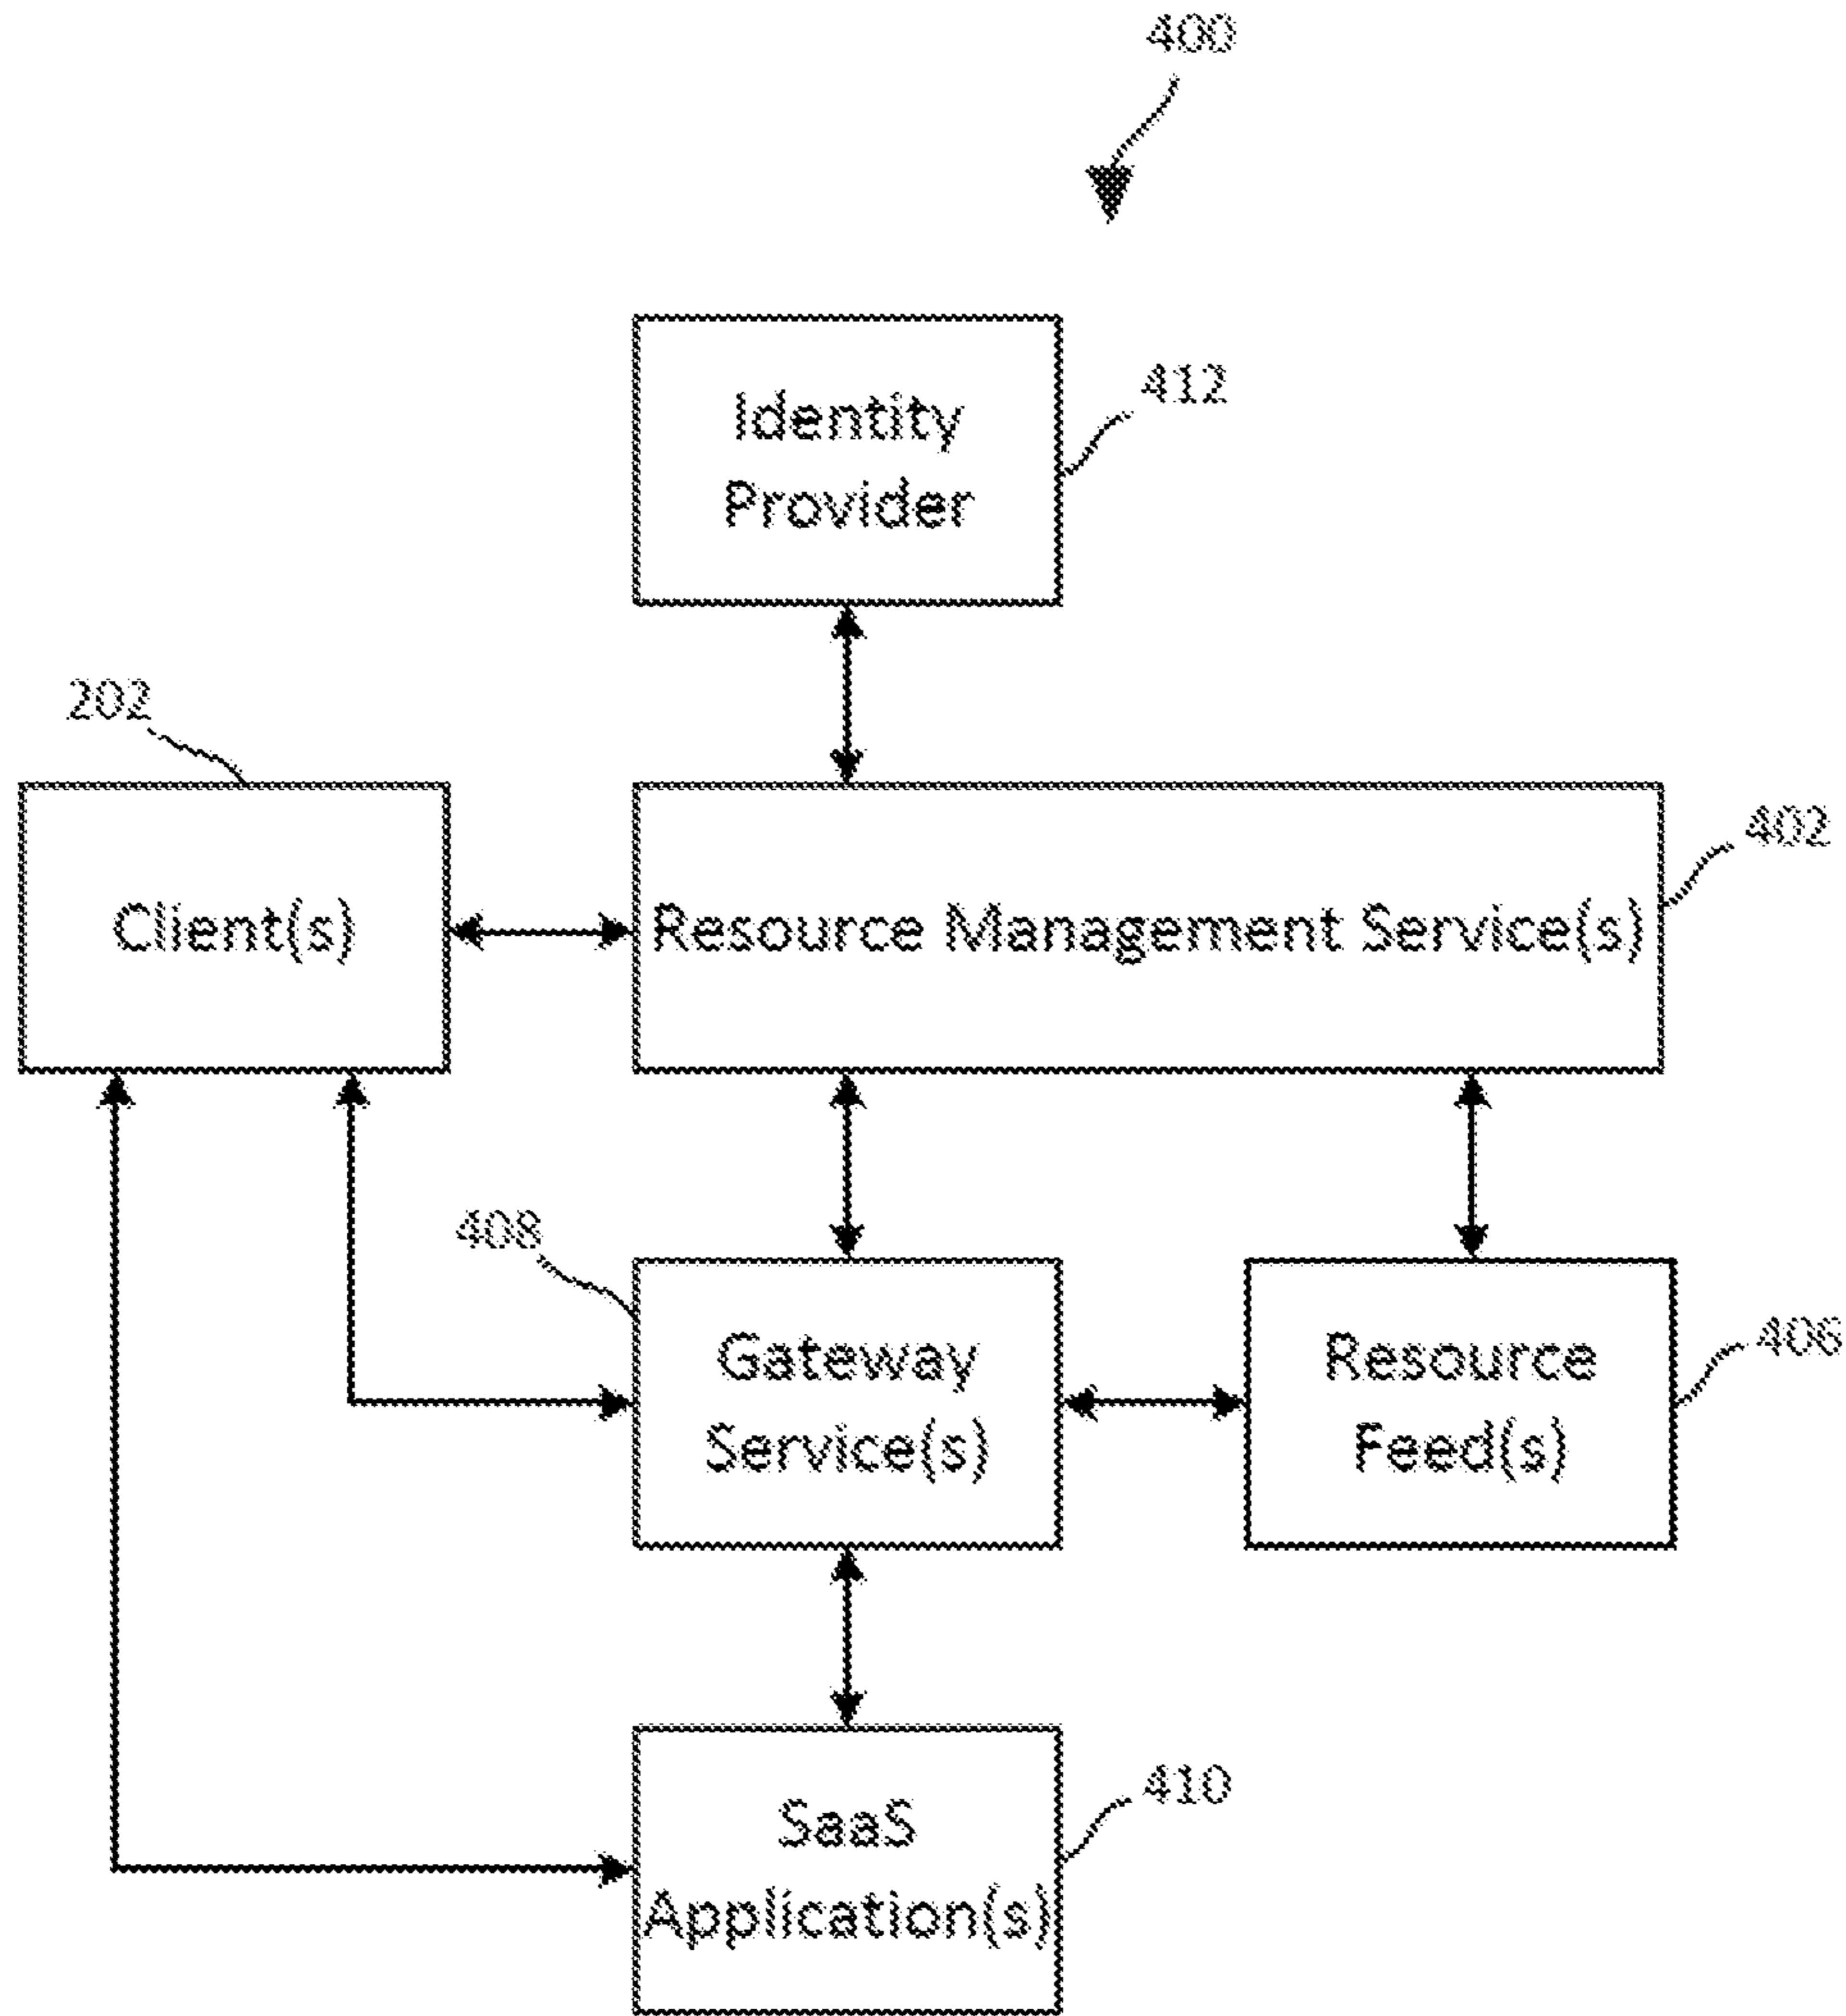 400
Identity
Provider
412
202
Client(s)
Resource Management Service(s)
402
408
Gateway
Service(s)
Resource
Feed(s)
406
SaaS
Application(s)
410